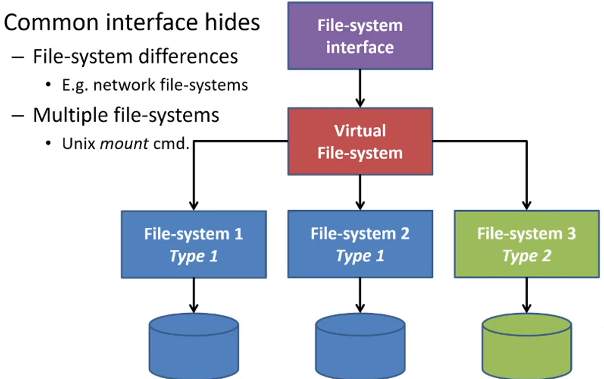 Common interface hides
– File-system differences
• E.g. network file-systems
– Multiple file-systems
• Unix mount cmd.
File-system
interface
Virtual
File-system
File-system 1
Type 1
File-system 2
Type 1
File-system 3
Type 2